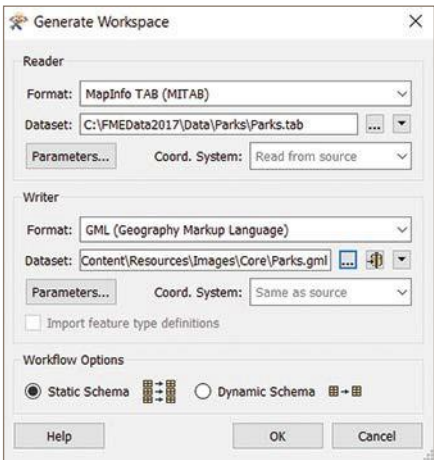 Generate Workspace
Reader
Format: MapInfo TAB (MITAB)
Dataset: C:\FMEData2017\Data\Parks\Parks.tab ...
Parameters... Coord. System: Read from source
Writer
Format: GML (Geography Markup Language)
Dataset: Content\Resources\Images\Core\Parks.gml ...
Parameters... Coord. System: Same as source
Import feature type definitions
Workflow Options
Static Schema Dynamic Schema
Help OK Cancel